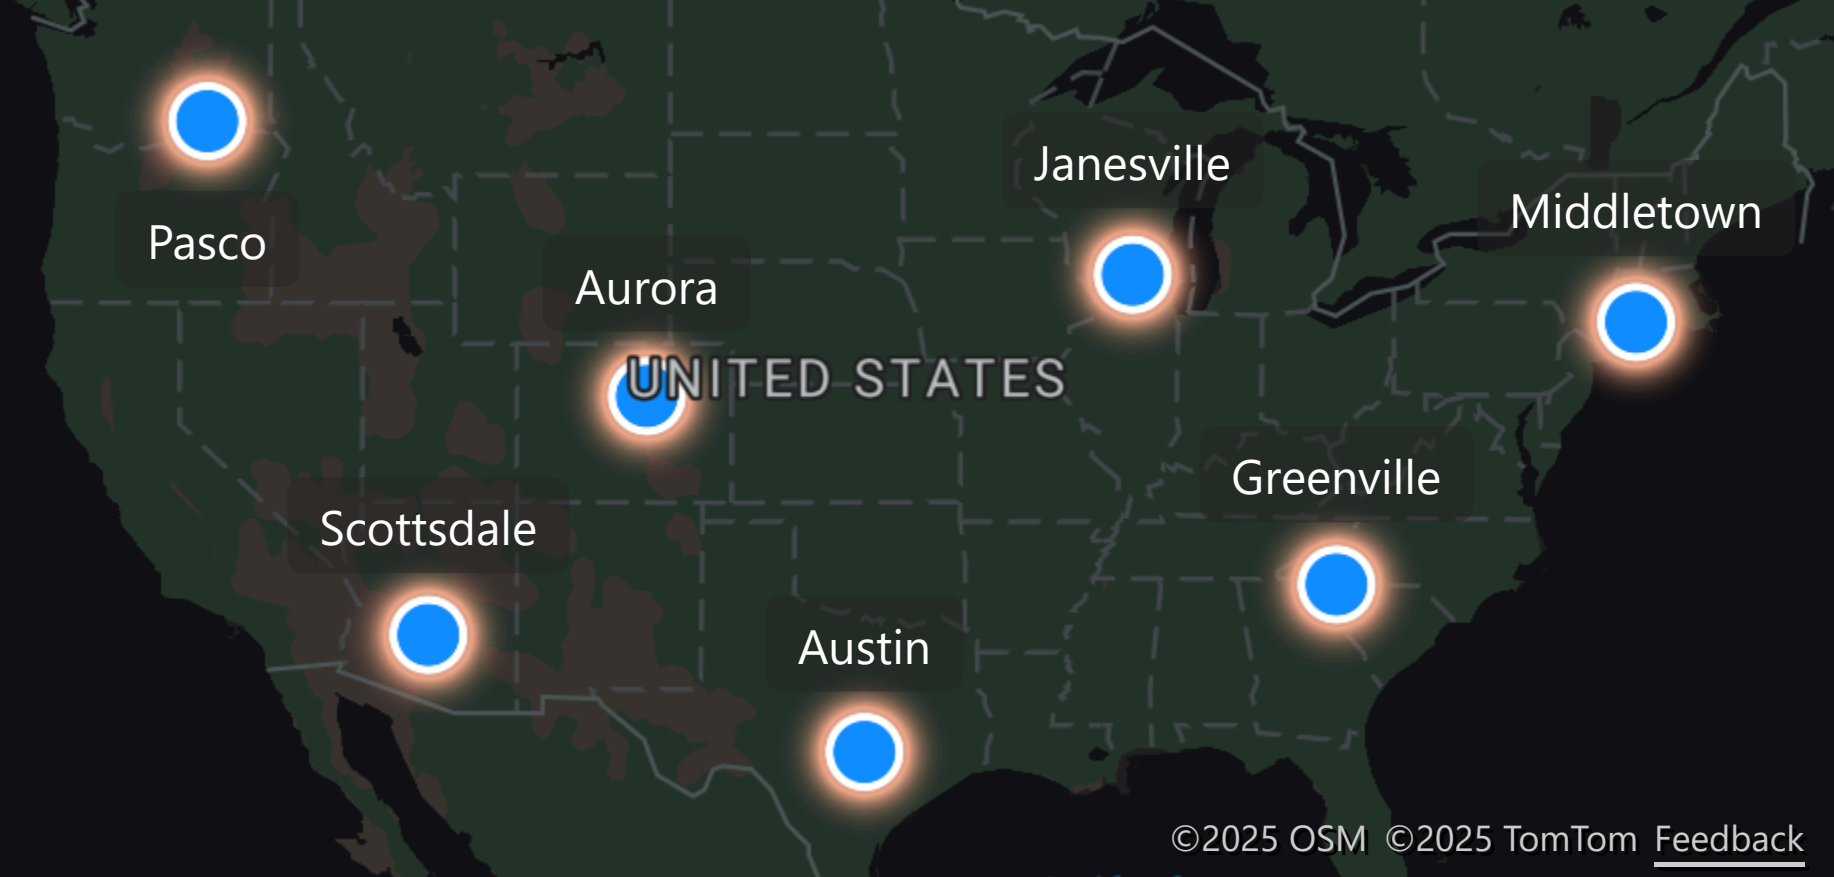 Janesville
Middletown
Pasco
Aurora
UNITED STATES
Greenville
Scottsdale
Austin
©2025 OSM ©2025 TomTom Feedback